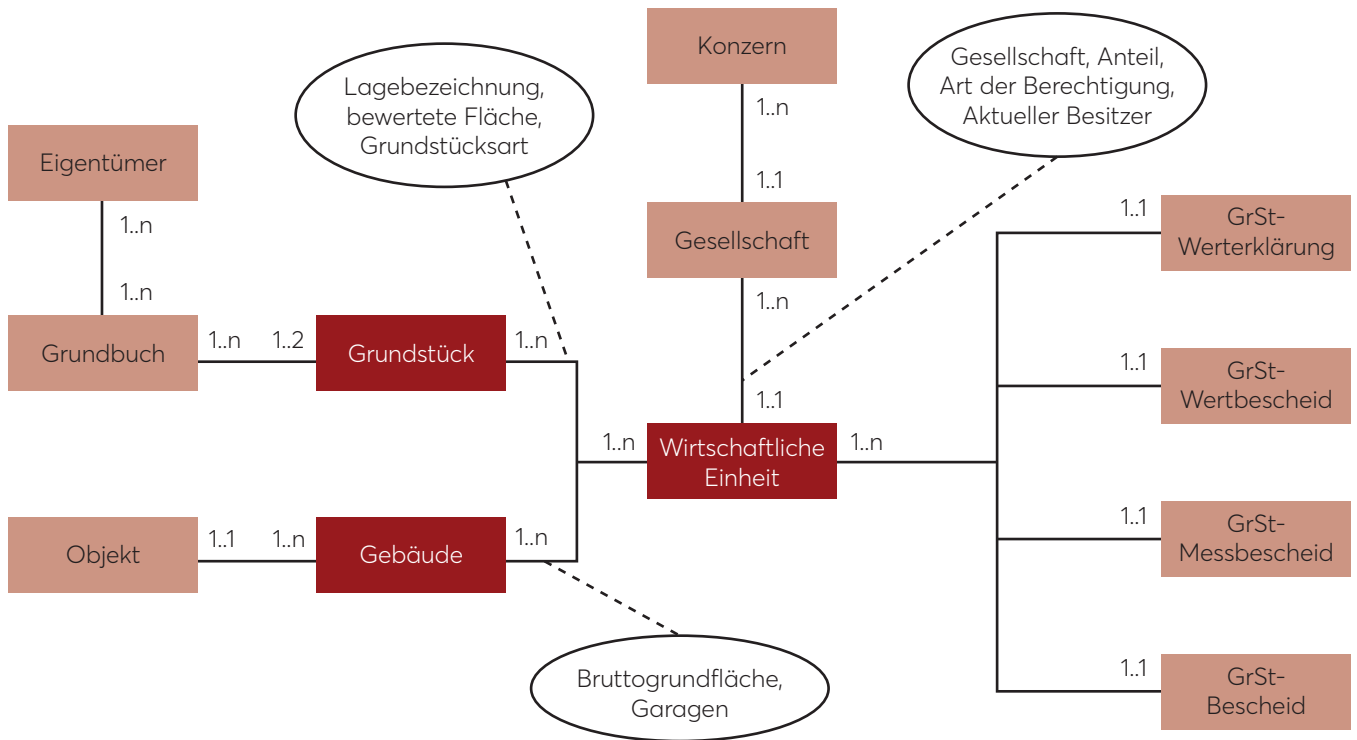 Konzern
Gesellschaft, Anteil,
Art der Berechtigung,
Aktueller Besitzer
Lagebezeichnung,
bewertete Fläche,
Grundstücksart
1..n
Eigentümer
1..n
1..1
1..1
GrSt-
Werterklärung
Gesellschaft
1..n
1..n
1..n
1..2
1..n
Grundbuch
Grundstück
1..1
GrSt-
Wertbescheid
1..1
1..n
Wirtschaftliche
Einheit
1..n
1..1
GrSt-
Messbescheid
Objekt
1..1
1..n
Gebäude
1..n
Bruttogrundfläche,
Garagen
1..1
GrSt-
Bescheid